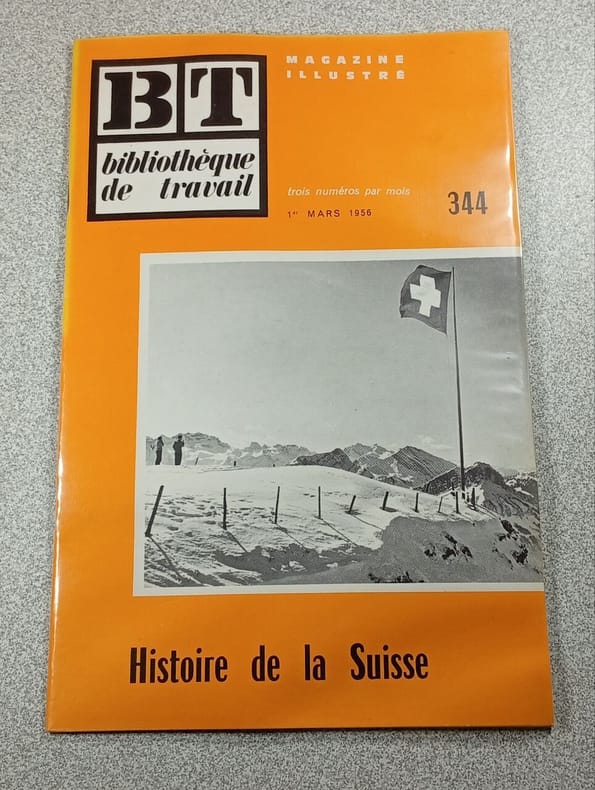 BT
bibliothèque
de travail
MAGAZINE
ILLUSTRÉ
trois numéros par mois
1er MARS 1956
344
Histoire de la Suisse